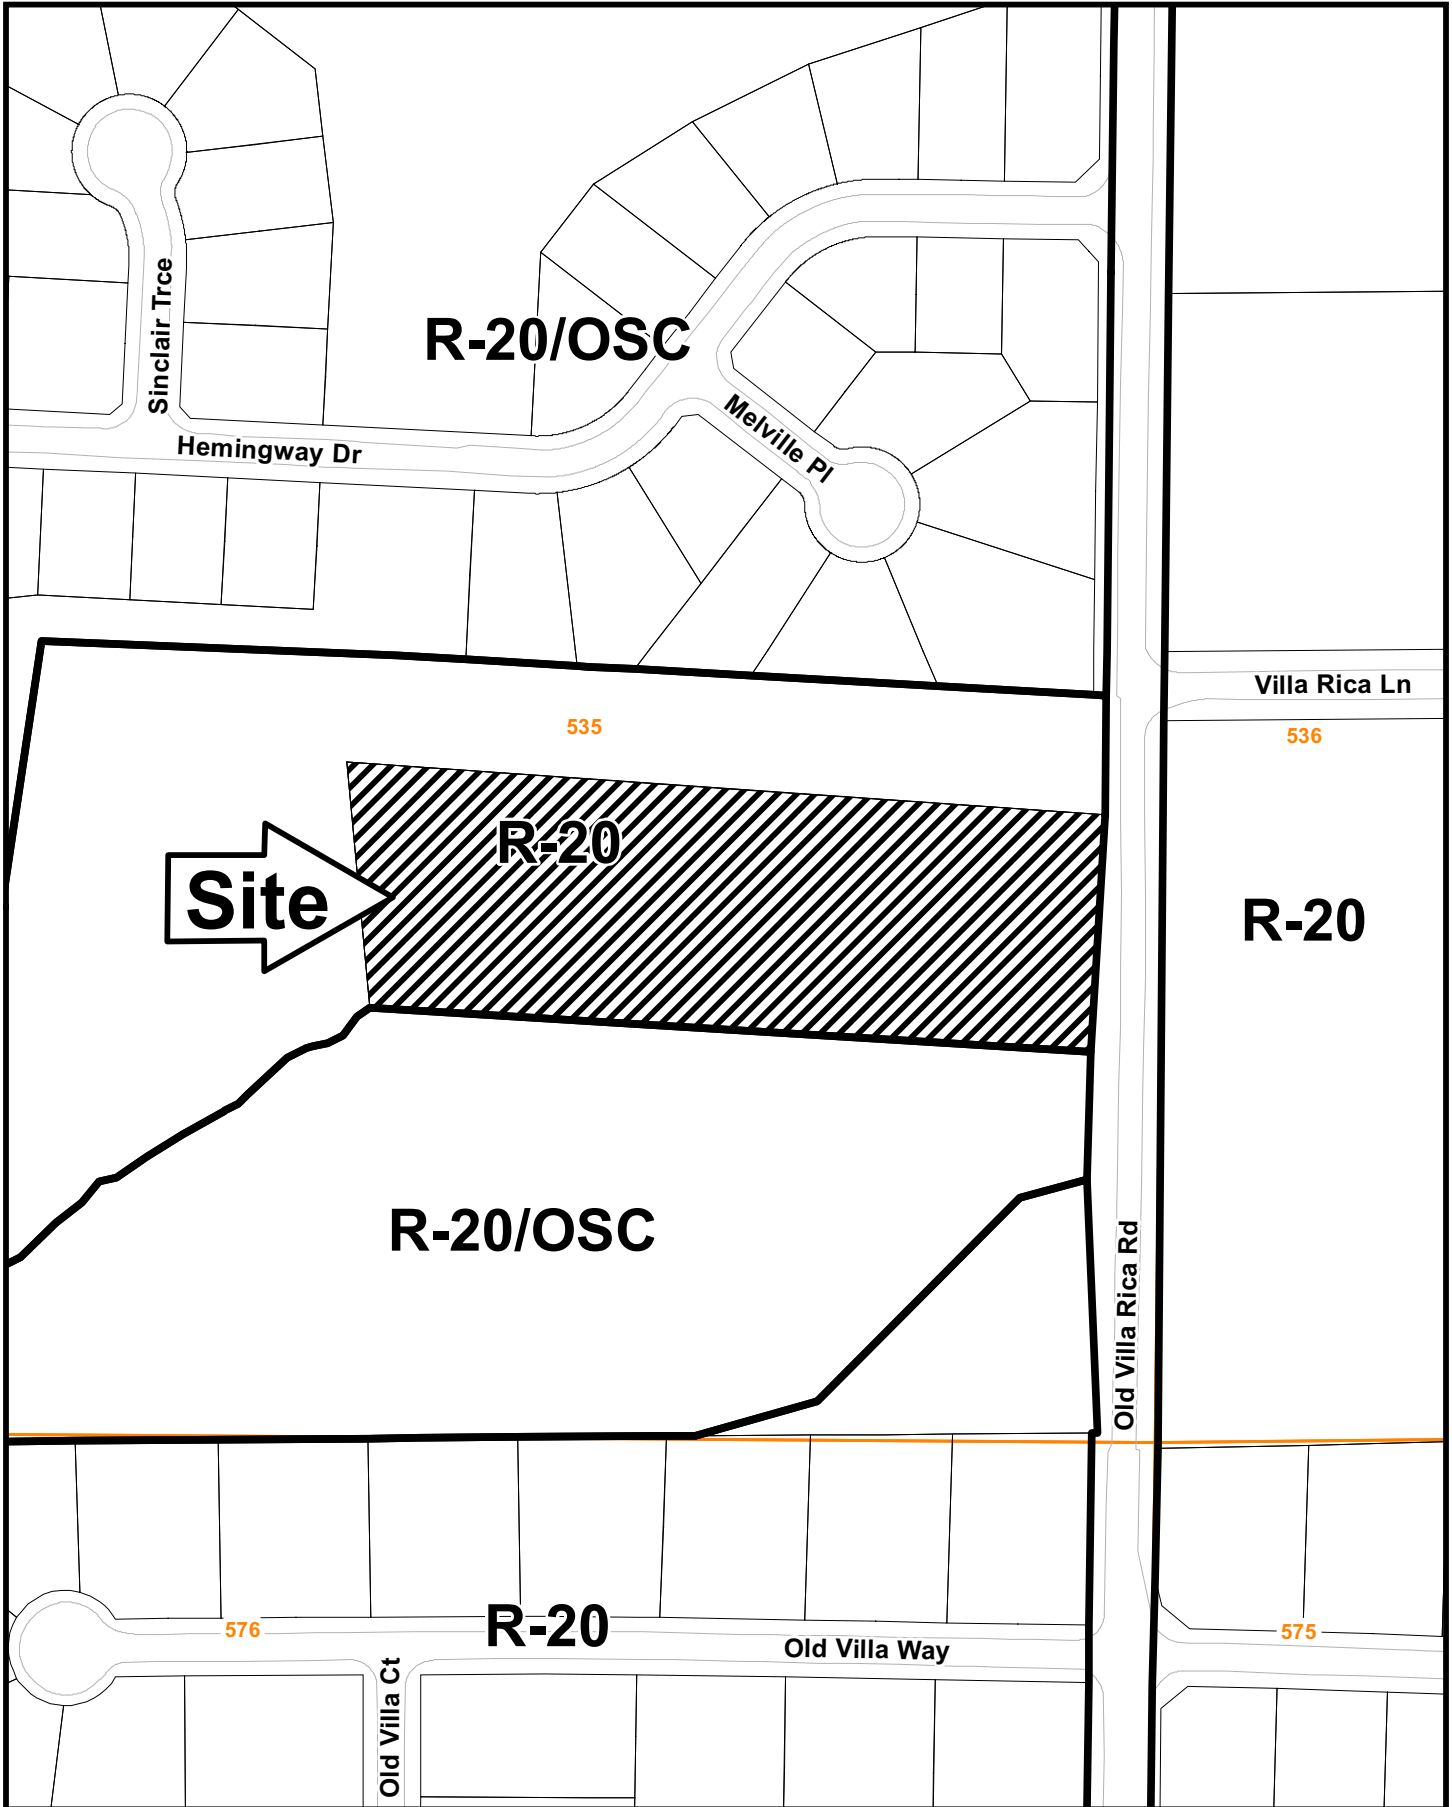 Sinclair Trce
R-20/OSC
Hemingway Dr
Melville Pl
Villa Rica Ln
535
536
R-20
Site
R-20
R-20/OSC
Old Villa Rica Rd
576
R-20
575
Old Villa Way
Old Villa Ct